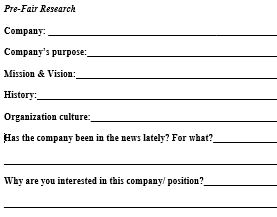 Pre-Fair Research
Company:
Company's purpose:
Mission & Vision:
History:
Organization culture:
Has the company been in the news lately? For what?
Why are you interested in this company/ position?